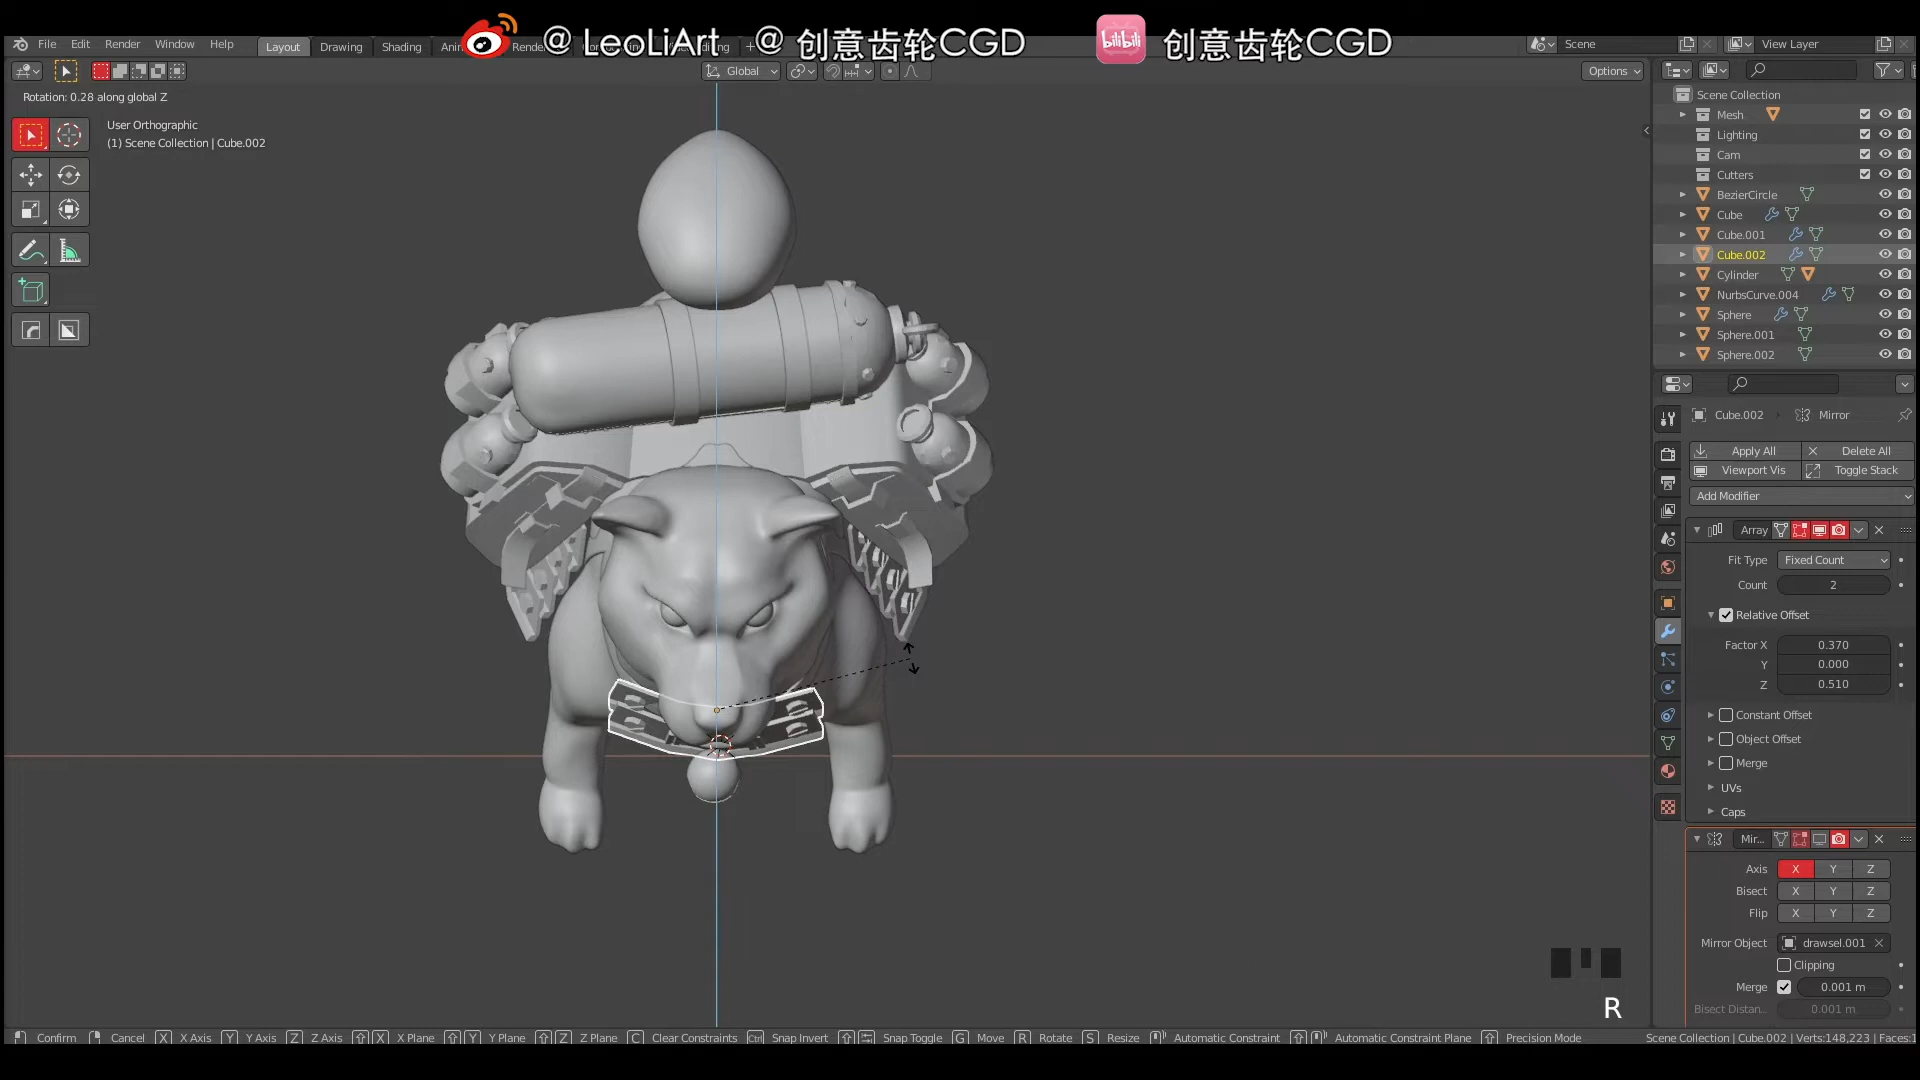 @ LeoLiArt @ 创意齿轮CGD bilibili 创意齿轮CGD
File Edit Render Window Help Layout Drawing Shading Scene View Layer
Global Options
Rotation: 0.28 along global Z
User Orthographic
(1) Scene Collection | Cube.002
Scene Collection
Mesh
Lighting
Cam
Cutters
BezierCircle
Cube
Cube.001
Cube.002
Cylinder
NurbsCurve.004
Sphere
Sphere.001
Sphere.002
Cube.002 Mirror
Apply All Delete All
Viewport Vis Toggle Stack
Add Modifier
Array
Fit Type Fixed Count
Count 2
Relative Offset
Factor X 0.370
Y 0.000
Z 0.510
Constant Offset
Object Offset
Merge
UVs
Caps
Mir...
Axis X Y Z
Bisect X Y Z
Flip X Y Z
Mirror Object drawsel.001
Clipping
Merge 0.001 m
Bisect Distan... 0.001 m
R
Confirm Cancel X X Axis Y Y Axis Z Z Axis X X Plane Y Y Plane Z Z Plane C Clear Constraints Ctrl Snap Invert Snap Toggle G Move R Rotate S Resize Automatic Constraint Automatic Constraint Plane Precision Mode Scene Collection | Cube.002 | Verts:148,223 | Faces:1